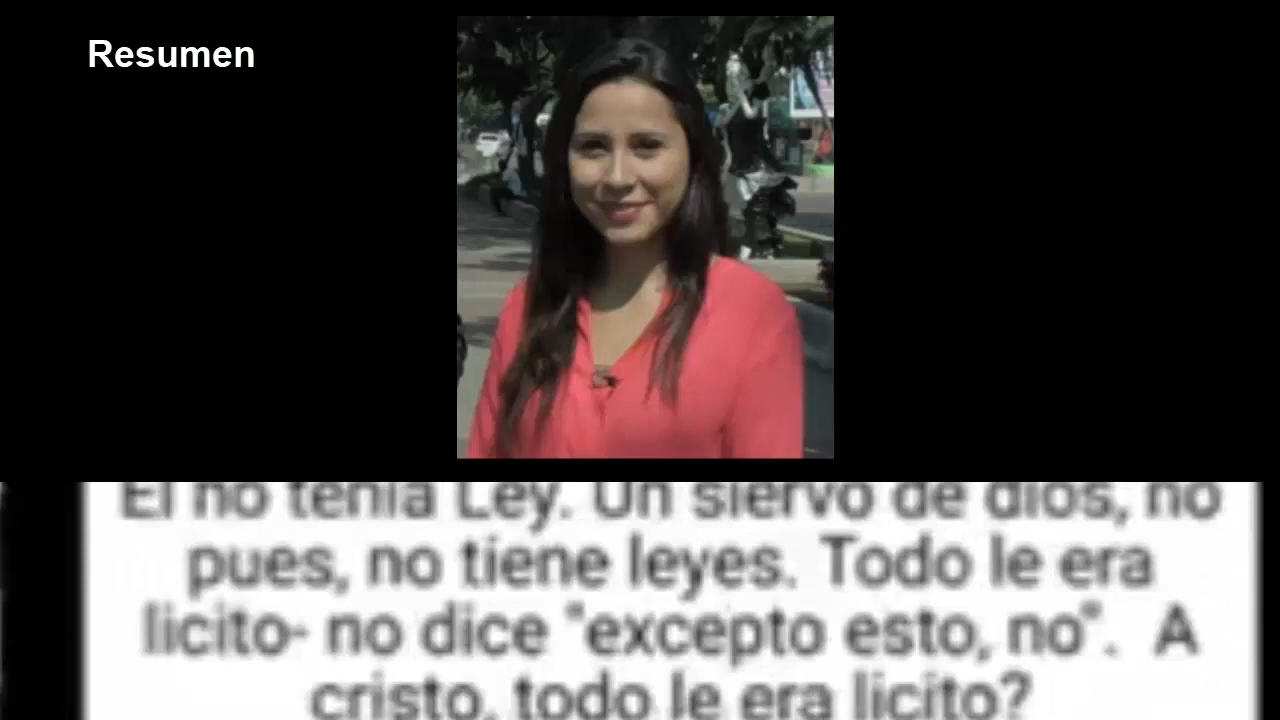 Resumen
El no tenía Ley. Un siervo de dios, no
pues, no tiene leyes. Todo le era
licito- no dice "excepto esto, no". A
cristo, todo le era licito?